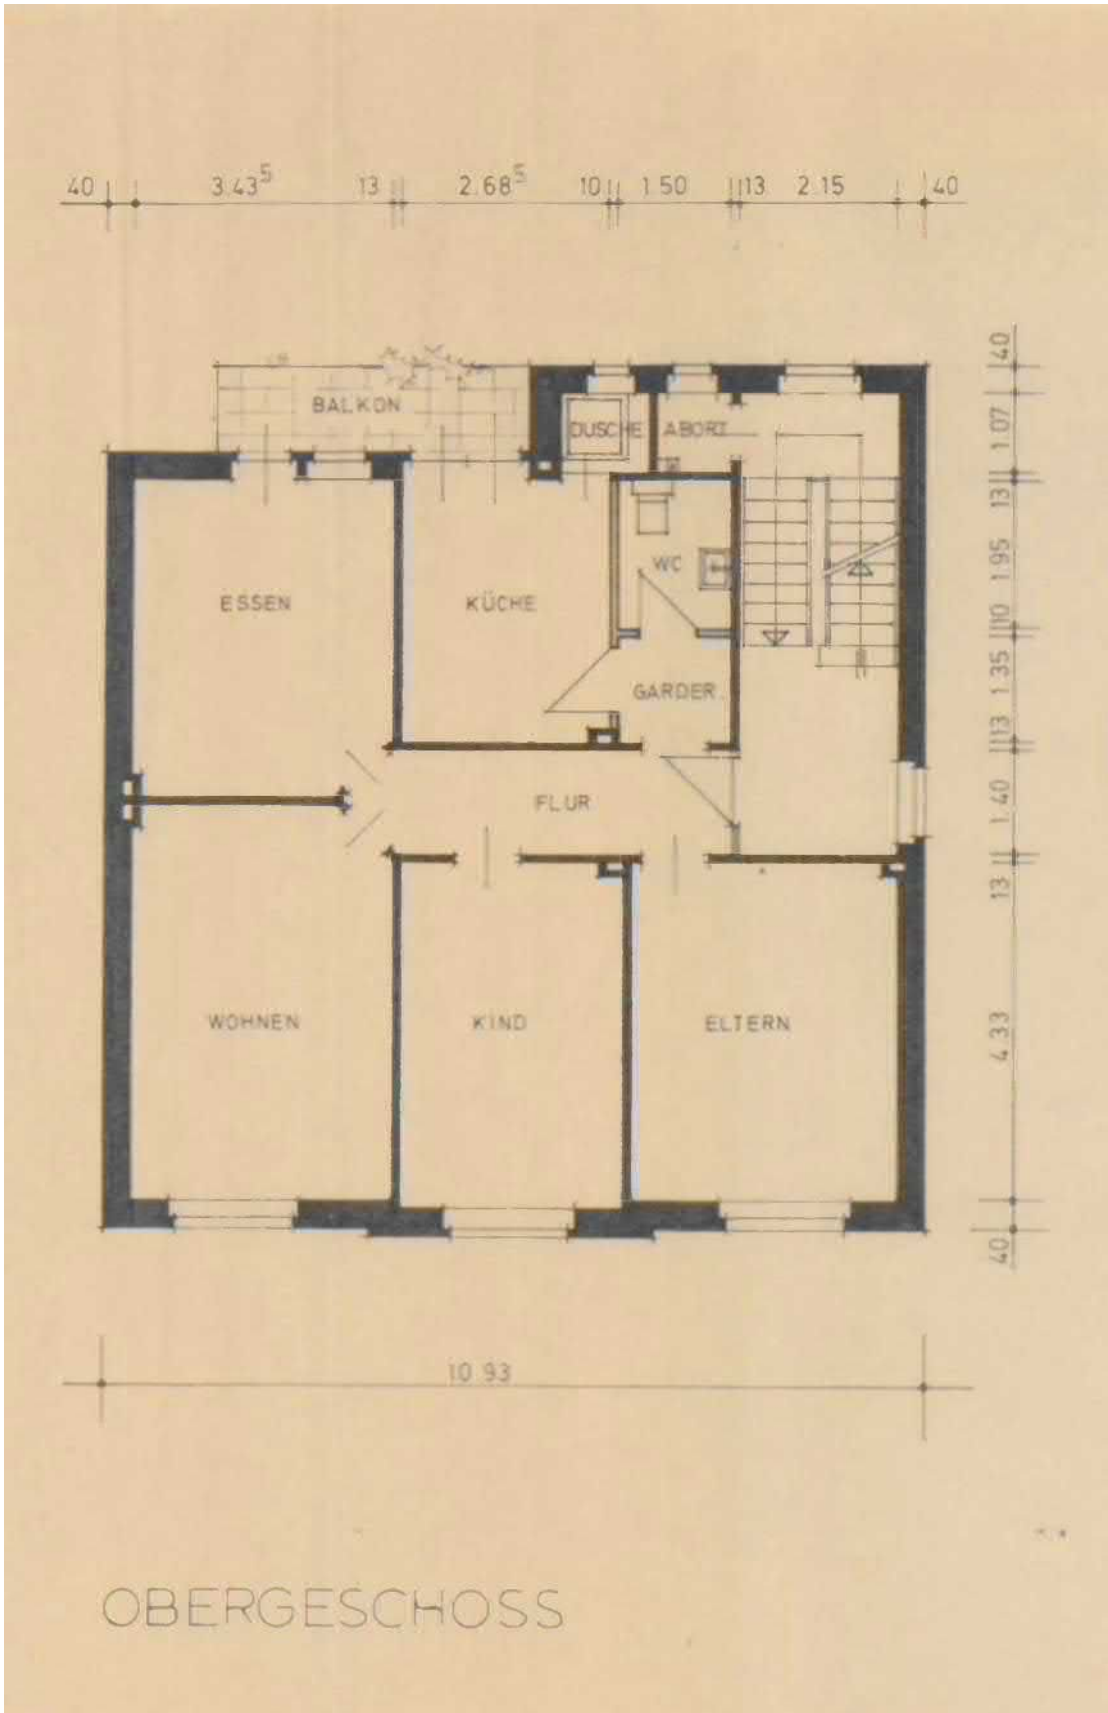 40 3.43⁵ 13 2.68⁵ 10 1.50 13 2.15 40
BALKON
DUSCHE ABORT
ESSEN KÜCHE WC
GARDER.
FLUR
WOHNEN KIND ELTERN
40
1.07
13
1.95
10
1.35
13
1.40
13
4.33
40
10.93
OBERGESCHOSS